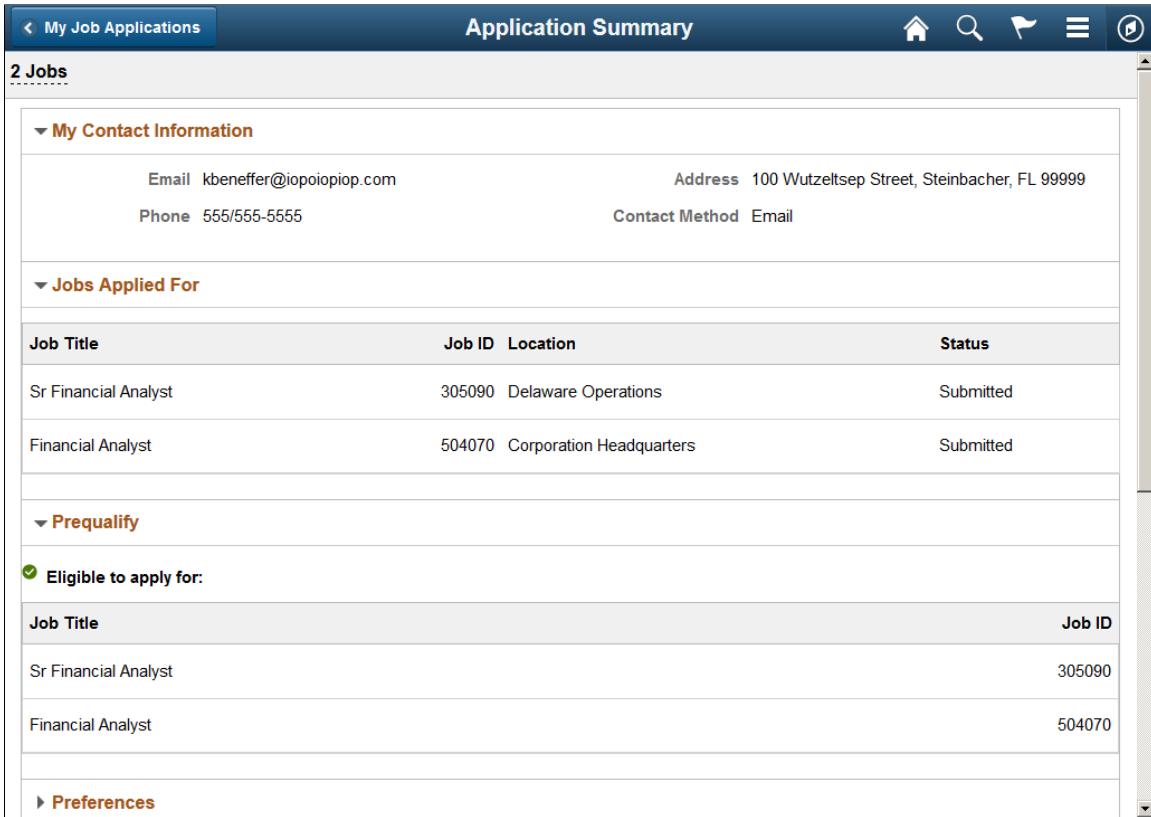 My Job Applications Application Summary
2 Jobs
My Contact Information
Email kbeneffer@iopoiopiop.com Address 100 Wutzeltsep Street, Steinbacher, FL 99999
Phone 555/555-5555 Contact Method Email
Jobs Applied For
Job Title Job ID Location Status
Sr Financial Analyst 305090 Delaware Operations Submitted
Financial Analyst 504070 Corporation Headquarters Submitted
Prequalify
Eligible to apply for:
Job Title Job ID
Sr Financial Analyst 305090
Financial Analyst 504070
Preferences